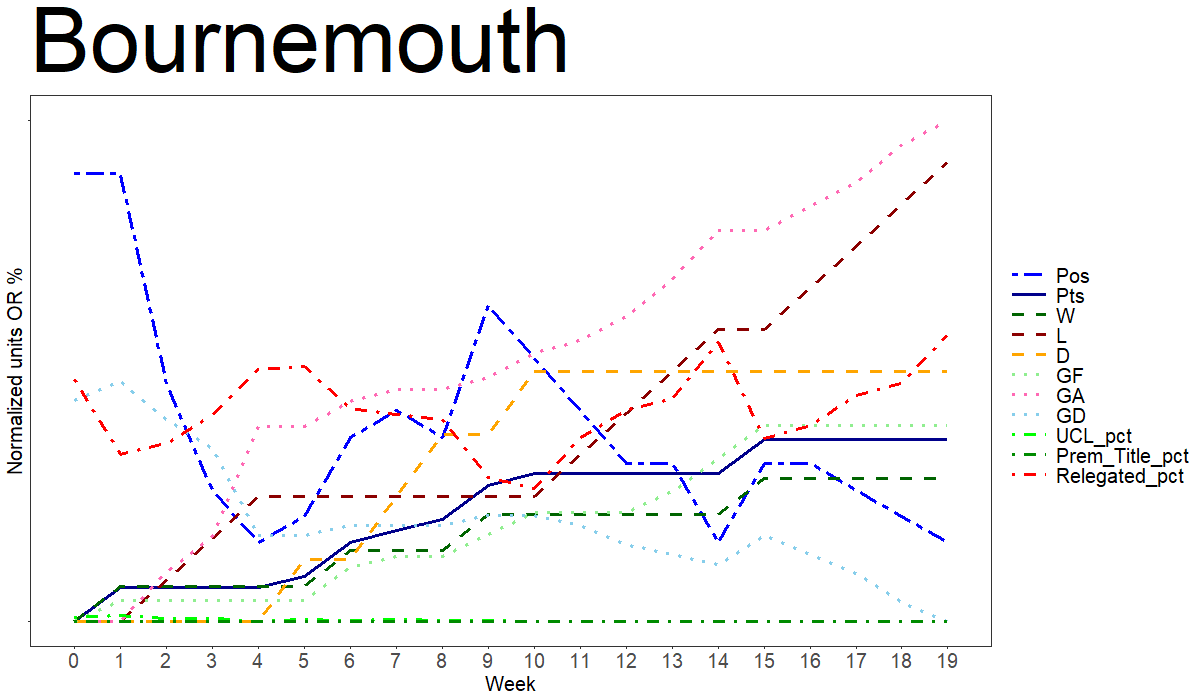 Bournemouth
Normalized units OR %
Pos
Pts
W
L
D
GF
GA
GD
UCL_pct
Prem_Title_pct
Relegated_pct
0 1 2 3 4 5 6 7 8 9 10 11 12 13 14 15 16 17 18 19
Week